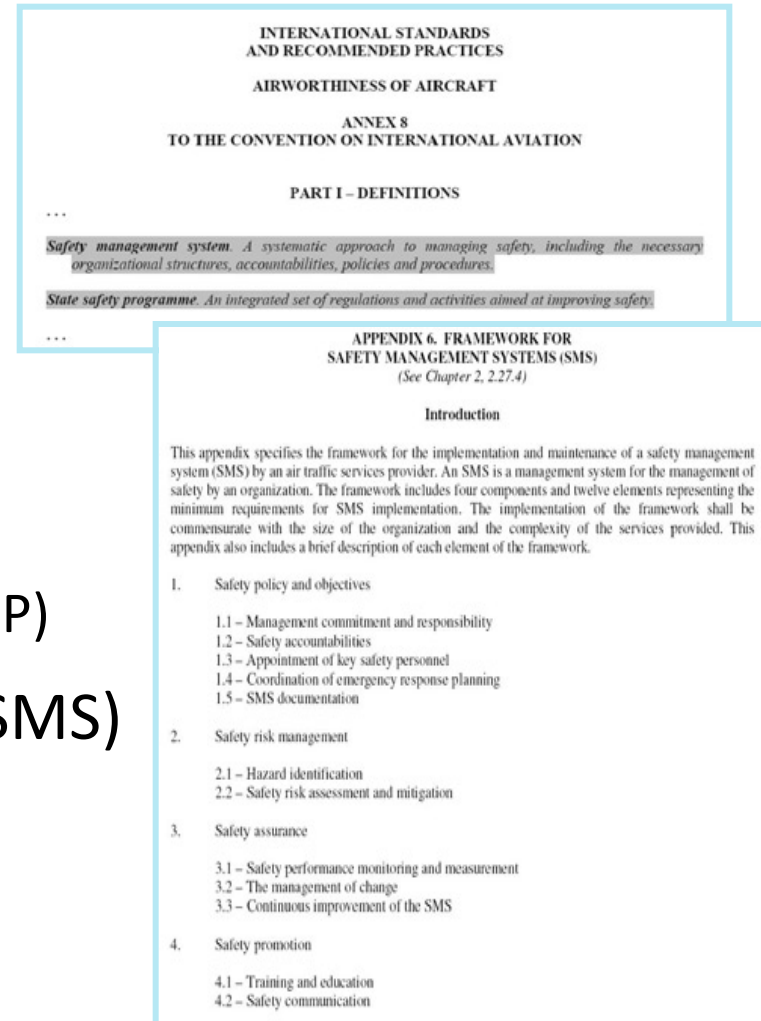 INTERNATIONAL STANDARDS
AND RECOMMENDED PRACTICES
AIRWORTHINESS OF AIRCRAFT
ANNEX 8
TO THE CONVENTION ON INTERNATIONAL AVIATION
PART I – DEFINITIONS
. . .
Safety management system. A systematic approach to managing safety, including the necessary
organizational structures, accountabilities, policies and procedures.
State safety programme. An integrated set of regulations and activities aimed at improving safety.
. . .
APPENDIX 6. FRAMEWORK FOR
SAFETY MANAGEMENT SYSTEMS (SMS)
(See Chapter 2, 2.27.4)
Introduction
This appendix specifies the framework for the implementation and maintenance of a safety management
system (SMS) by an air traffic services provider. An SMS is a management system for the management of
safety by an organization. The framework includes four components and twelve elements representing the
minimum requirements for SMS implementation. The implementation of the framework shall be
commensurate with the size of the organization and the complexity of the services provided. This
appendix also includes a brief description of each element of the framework.
1. Safety policy and objectives
1.1 – Management commitment and responsibility
1.2 – Safety accountabilities
1.3 – Appointment of key safety personnel
1.4 – Coordination of emergency response planning
1.5 – SMS documentation
2. Safety risk management
2.1 – Hazard identification
2.2 – Safety risk assessment and mitigation
3. Safety assurance
3.1 – Safety performance monitoring and measurement
3.2 – The management of change
3.3 – Continuous improvement of the SMS
4. Safety promotion
4.1 – Training and education
4.2 – Safety communication
P)
SMS)